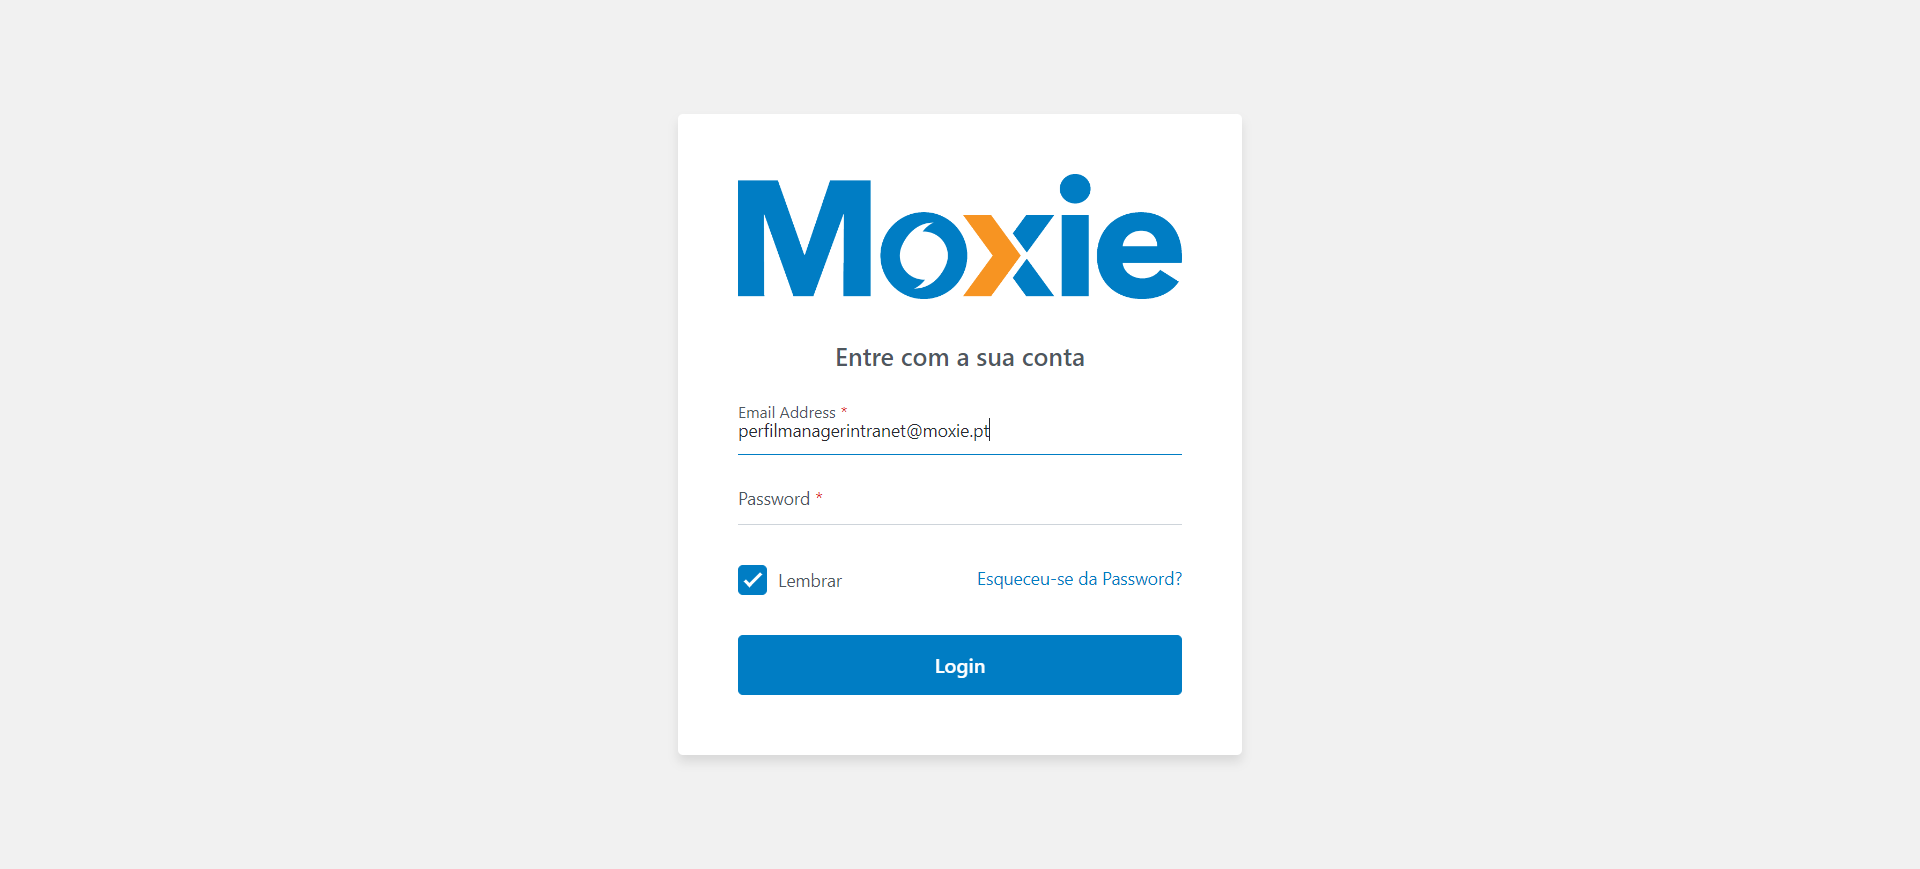 Moxie
Entre com a sua conta
Email Address *
perfilmanagerintranet@moxie.pt
Password *
Lembrar
Esqueceu-se da Password?
Login